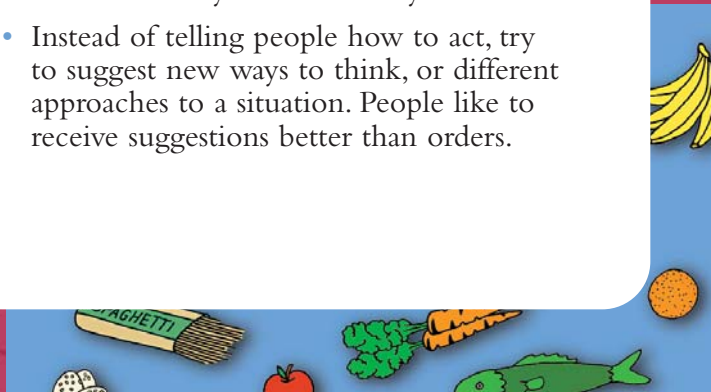 Instead of telling people how to act, try
to suggest new ways to think, or different
approaches to a situation. People like to
receive suggestions better than orders.
SPAGHETTI